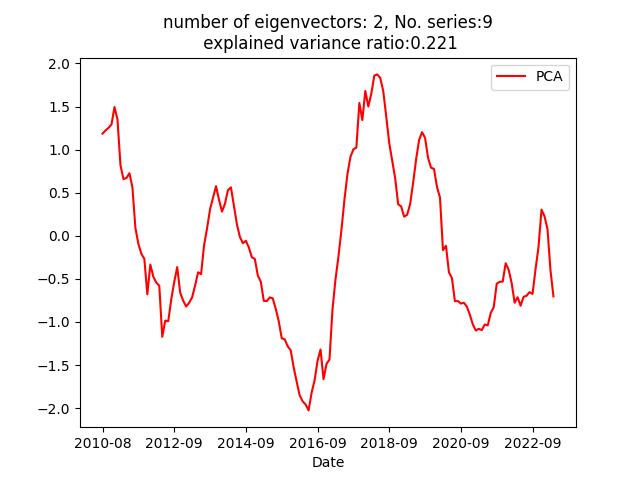 number of eigenvectors: 2, No. series:9
explained variance ratio:0.221
PCA
2.0
1.5
1.0
0.5
0.0
−0.5
−1.0
−1.5
−2.0
2010-08 2012-09 2014-09 2016-09 2018-09 2020-09 2022-09
Date